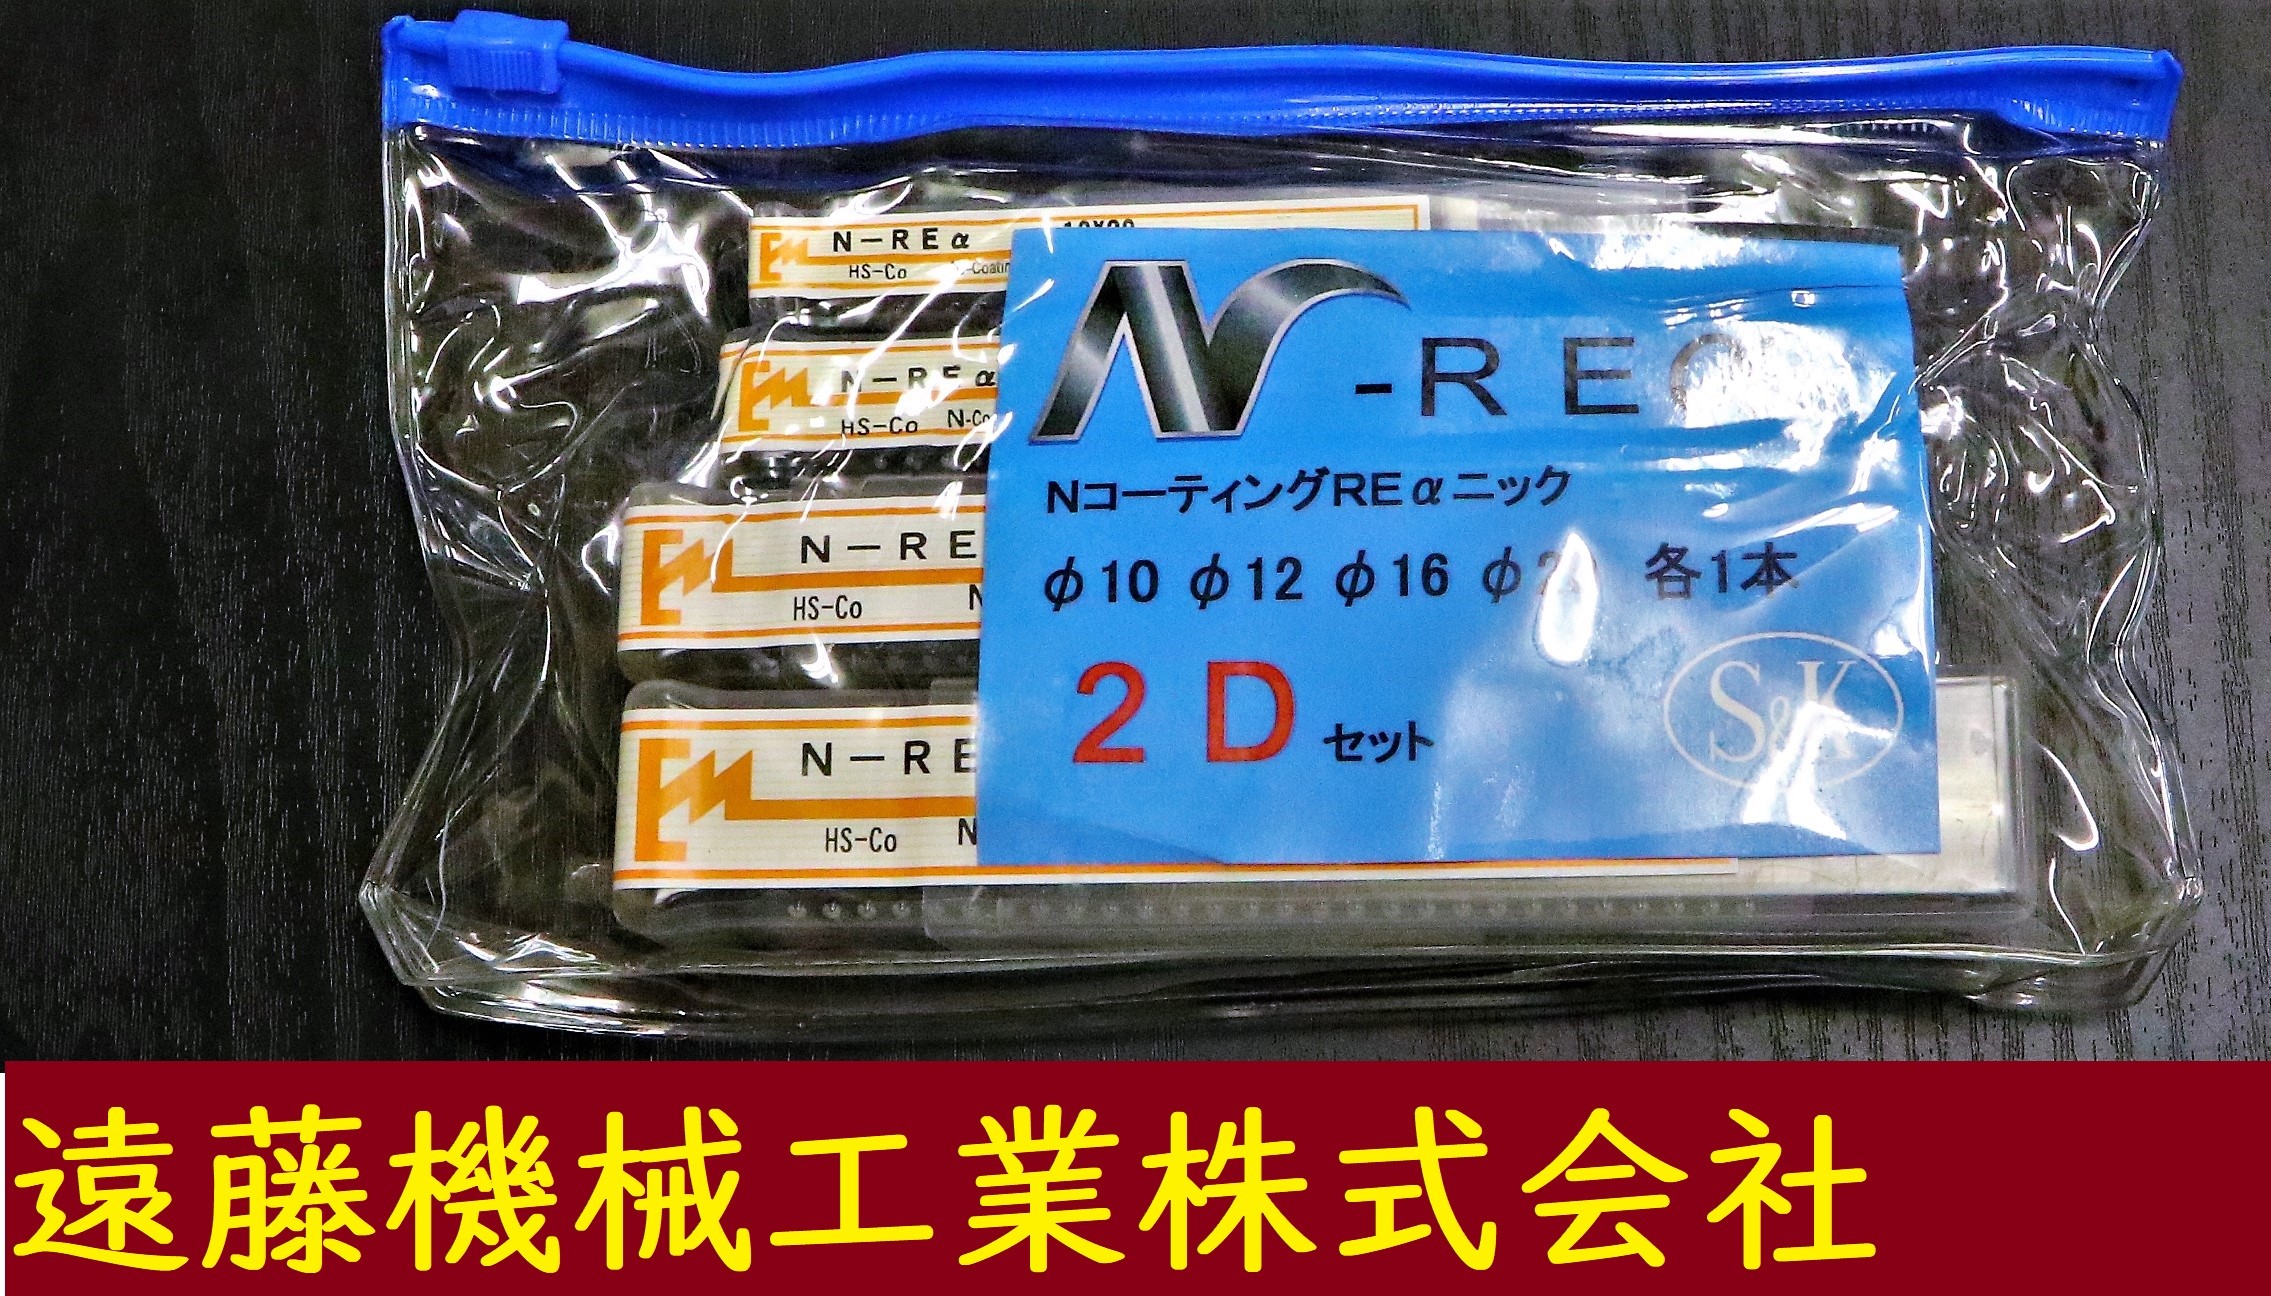 N－REα
HS-Co
N－REα
HS-Co
N－RE
HS-Co
N
N－RE
HS-Co
N
N-RE
NコーティングREαニック
φ10 φ12 φ16
各1本
2D セット
S&K
遠藤機械工業株式会社